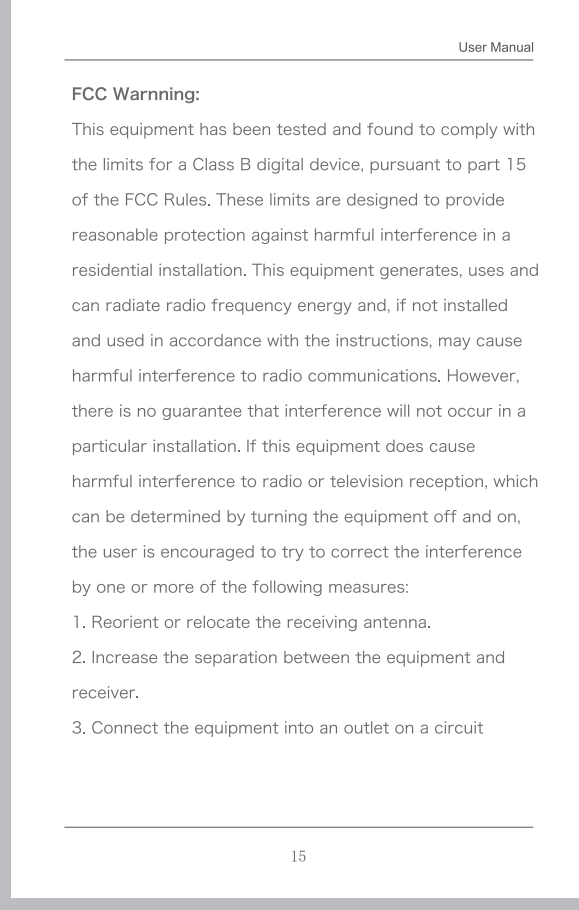 User Manual
FCC Warnning:
This equipment has been tested and found to comply with
the limits for a Class B digital device, pursuant to part 15
of the FCC Rules. These limits are designed to provide
reasonable protection against harmful interference in a
residential installation. This equipment generates, uses and
can radiate radio frequency energy and, if not installed
and used in accordance with the instructions, may cause
harmful interference to radio communications. However,
there is no guarantee that interference will not occur in a
particular installation. If this equipment does cause
harmful interference to radio or television reception, which
can be determined by turning the equipment off and on,
the user is encouraged to try to correct the interference
by one or more of the following measures:
1. Reorient or relocate the receiving antenna.
2. Increase the separation between the equipment and
receiver.
3. Connect the equipment into an outlet on a circuit
15